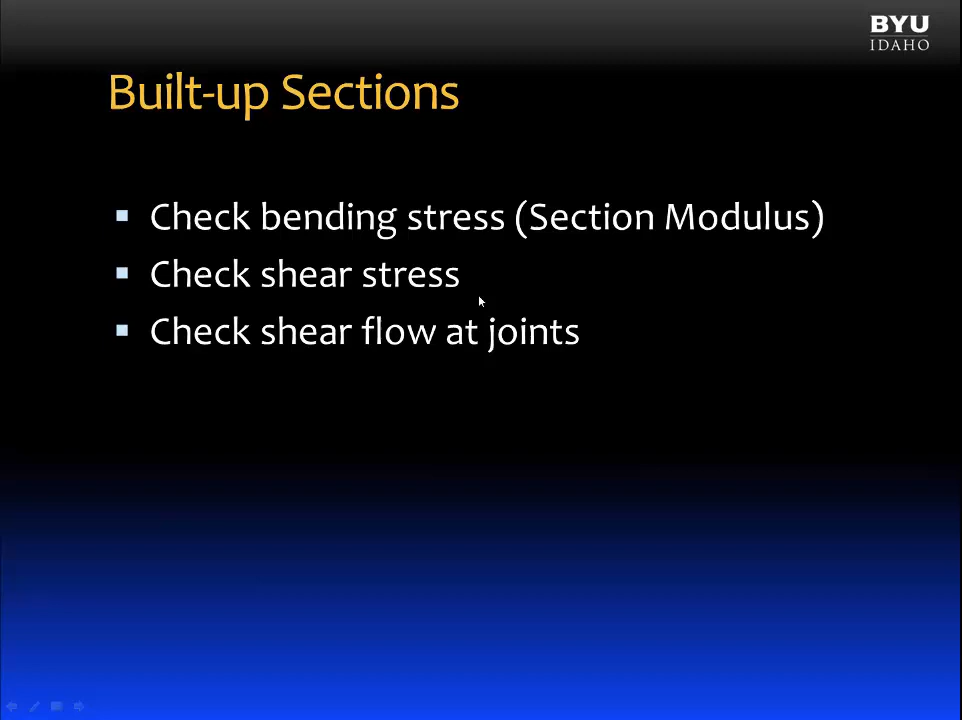 BYU
IDAHO
Built-up Sections
Check bending stress (Section Modulus)
Check shear stress
Check shear flow at joints